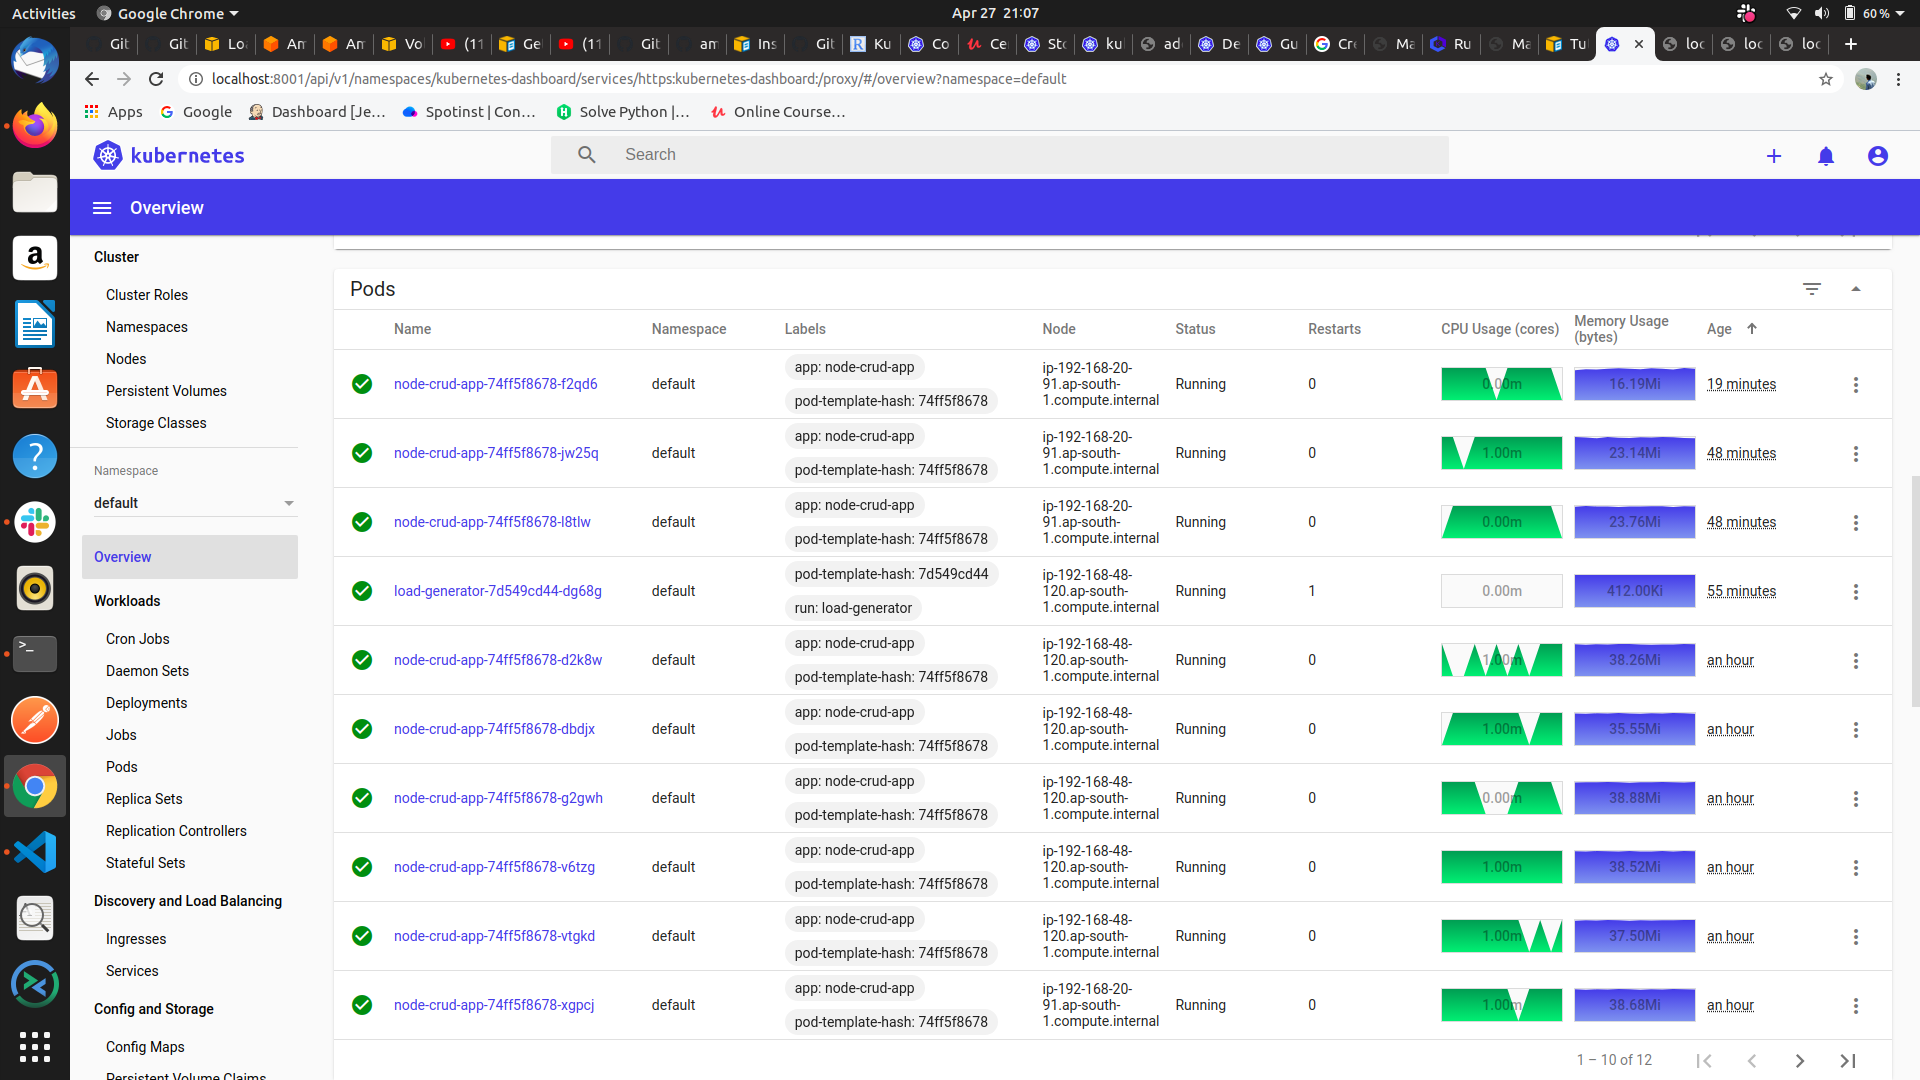 Activities
Google Chrome
Apr 27 21:07
60 %
Git
Git
Loa
Am
Am
Vol
(11
Get
(11
Git
am
Ins
Git
Ku
Co
Cer
Sto
kub
add
De
Gu
Cre
Ma
Ru
Ma
Tut
loc
loc
loc
localhost:8001/api/v1/namespaces/kubernetes-dashboard/services/https:kubernetes-dashboard:/proxy/#/overview?namespace=default
Apps
Google
Dashboard [Je...
Spotinst | Con...
Solve Python |...
Online Course...
kubernetes
Search
Overview
Cluster
Cluster Roles
Namespaces
Nodes
Persistent Volumes
Storage Classes
Namespace
default
Overview
Workloads
Cron Jobs
Daemon Sets
Deployments
Jobs
Pods
Replica Sets
Replication Controllers
Stateful Sets
Discovery and Load Balancing
Ingresses
Services
Config and Storage
Config Maps
Persistent Volume Claims
Pods
Name Namespace Labels Node Status Restarts CPU Usage (cores) Memory Usage (bytes) Age
node-crud-app-74ff5f8678-f2qd6 default app: node-crud-app pod-template-hash: 74ff5f8678 ip-192-168-20-91.ap-south-1.compute.internal Running 0 0.00m 16.19Mi 19 minutes
node-crud-app-74ff5f8678-jw25q default app: node-crud-app pod-template-hash: 74ff5f8678 ip-192-168-20-91.ap-south-1.compute.internal Running 0 1.00m 23.14Mi 48 minutes
node-crud-app-74ff5f8678-l8tlw default app: node-crud-app pod-template-hash: 74ff5f8678 ip-192-168-20-91.ap-south-1.compute.internal Running 0 0.00m 23.76Mi 48 minutes
load-generator-7d549cd44-dg68g default pod-template-hash: 7d549cd44 run: load-generator ip-192-168-48-120.ap-south-1.compute.internal Running 1 0.00m 412.00Ki 55 minutes
node-crud-app-74ff5f8678-d2k8w default app: node-crud-app pod-template-hash: 74ff5f8678 ip-192-168-48-120.ap-south-1.compute.internal Running 0 1.00m 38.26Mi an hour
node-crud-app-74ff5f8678-dbdjx default app: node-crud-app pod-template-hash: 74ff5f8678 ip-192-168-48-120.ap-south-1.compute.internal Running 0 1.00m 35.55Mi an hour
node-crud-app-74ff5f8678-g2gwh default app: node-crud-app pod-template-hash: 74ff5f8678 ip-192-168-48-120.ap-south-1.compute.internal Running 0 0.00m 38.88Mi an hour
node-crud-app-74ff5f8678-v6tzg default app: node-crud-app pod-template-hash: 74ff5f8678 ip-192-168-48-120.ap-south-1.compute.internal Running 0 1.00m 38.52Mi an hour
node-crud-app-74ff5f8678-vtgkd default app: node-crud-app pod-template-hash: 74ff5f8678 ip-192-168-48-120.ap-south-1.compute.internal Running 0 1.00m 37.50Mi an hour
node-crud-app-74ff5f8678-xgpcj default app: node-crud-app pod-template-hash: 74ff5f8678 ip-192-168-20-91.ap-south-1.compute.internal Running 0 1.00m 38.68Mi an hour
1 – 10 of 12